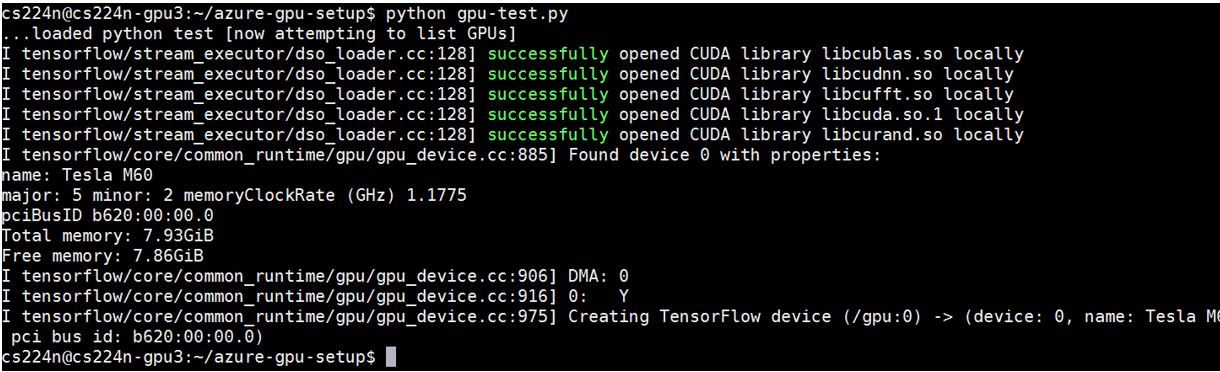 cs224n@cs224n-gpu3:~/azure-gpu-setup$ python gpu-test.py
...loaded python test [now attempting to list GPUs]
I tensorflow/stream_executor/dso_loader.cc:128] successfully opened CUDA library libcublas.so locally
I tensorflow/stream_executor/dso_loader.cc:128] successfully opened CUDA library libcudnn.so locally
I tensorflow/stream_executor/dso_loader.cc:128] successfully opened CUDA library libcufft.so locally
I tensorflow/stream_executor/dso_loader.cc:128] successfully opened CUDA library libcuda.so.1 locally
I tensorflow/stream_executor/dso_loader.cc:128] successfully opened CUDA library libcurand.so locally
I tensorflow/core/common_runtime/gpu/gpu_device.cc:885] Found device 0 with properties:
name: Tesla M60
major: 5 minor: 2 memoryClockRate (GHz) 1.1775
pciBusID b620:00:00.0
Total memory: 7.93GiB
Free memory: 7.86GiB
I tensorflow/core/common_runtime/gpu/gpu_device.cc:906] DMA: 0
I tensorflow/core/common_runtime/gpu/gpu_device.cc:916] 0:   Y
I tensorflow/core/common_runtime/gpu/gpu_device.cc:975] Creating TensorFlow device (/gpu:0) -> (device: 0, name: Tesla M6
 pci bus id: b620:00:00.0)
cs224n@cs224n-gpu3:~/azure-gpu-setup$